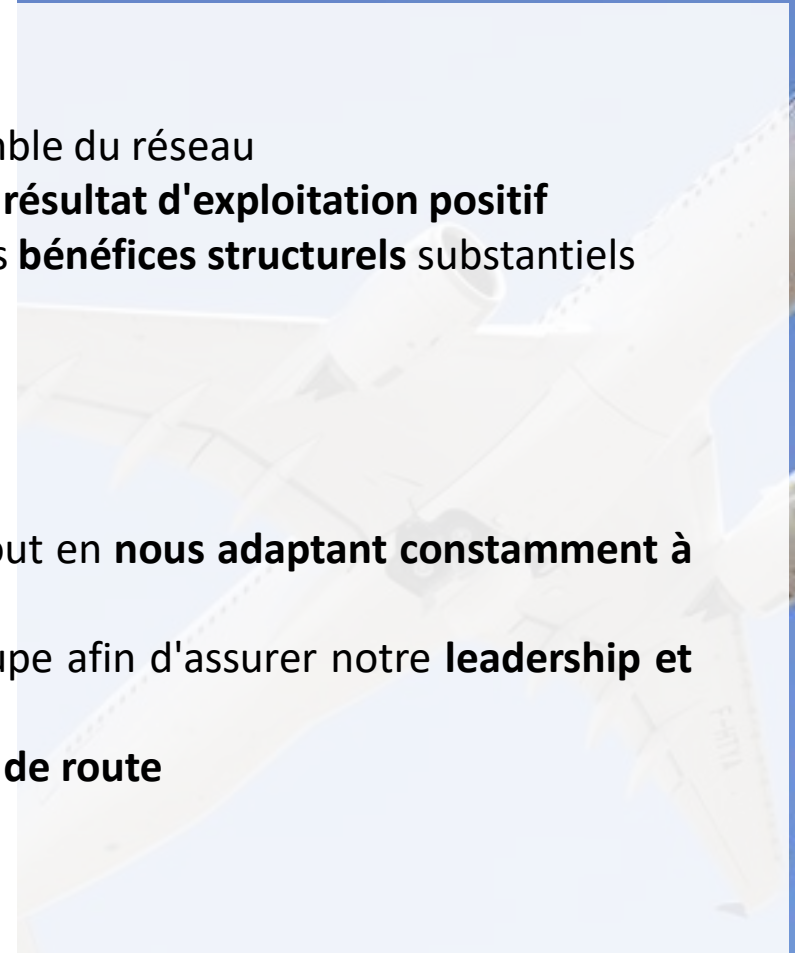 mble du réseau
résultat d'exploitation positif
s bénéfices structurels substantiels
out en nous adaptant constamment à
upe afin d'assurer notre leadership et
de route